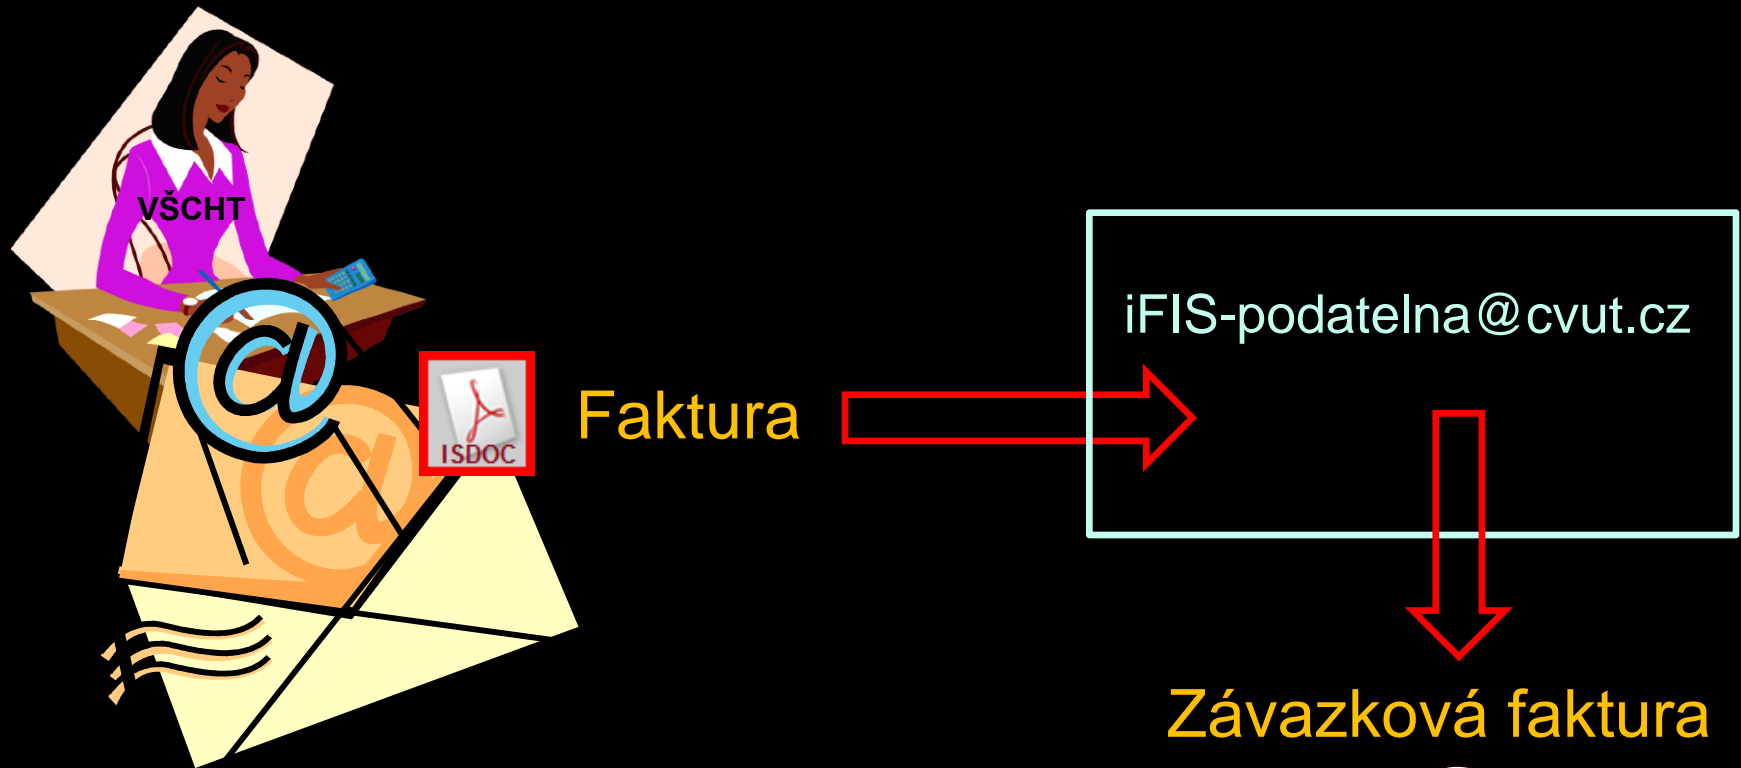 VŠCHT
iFIS-podatelna@cvut.cz
ISDOC
Faktura
Závazková faktura